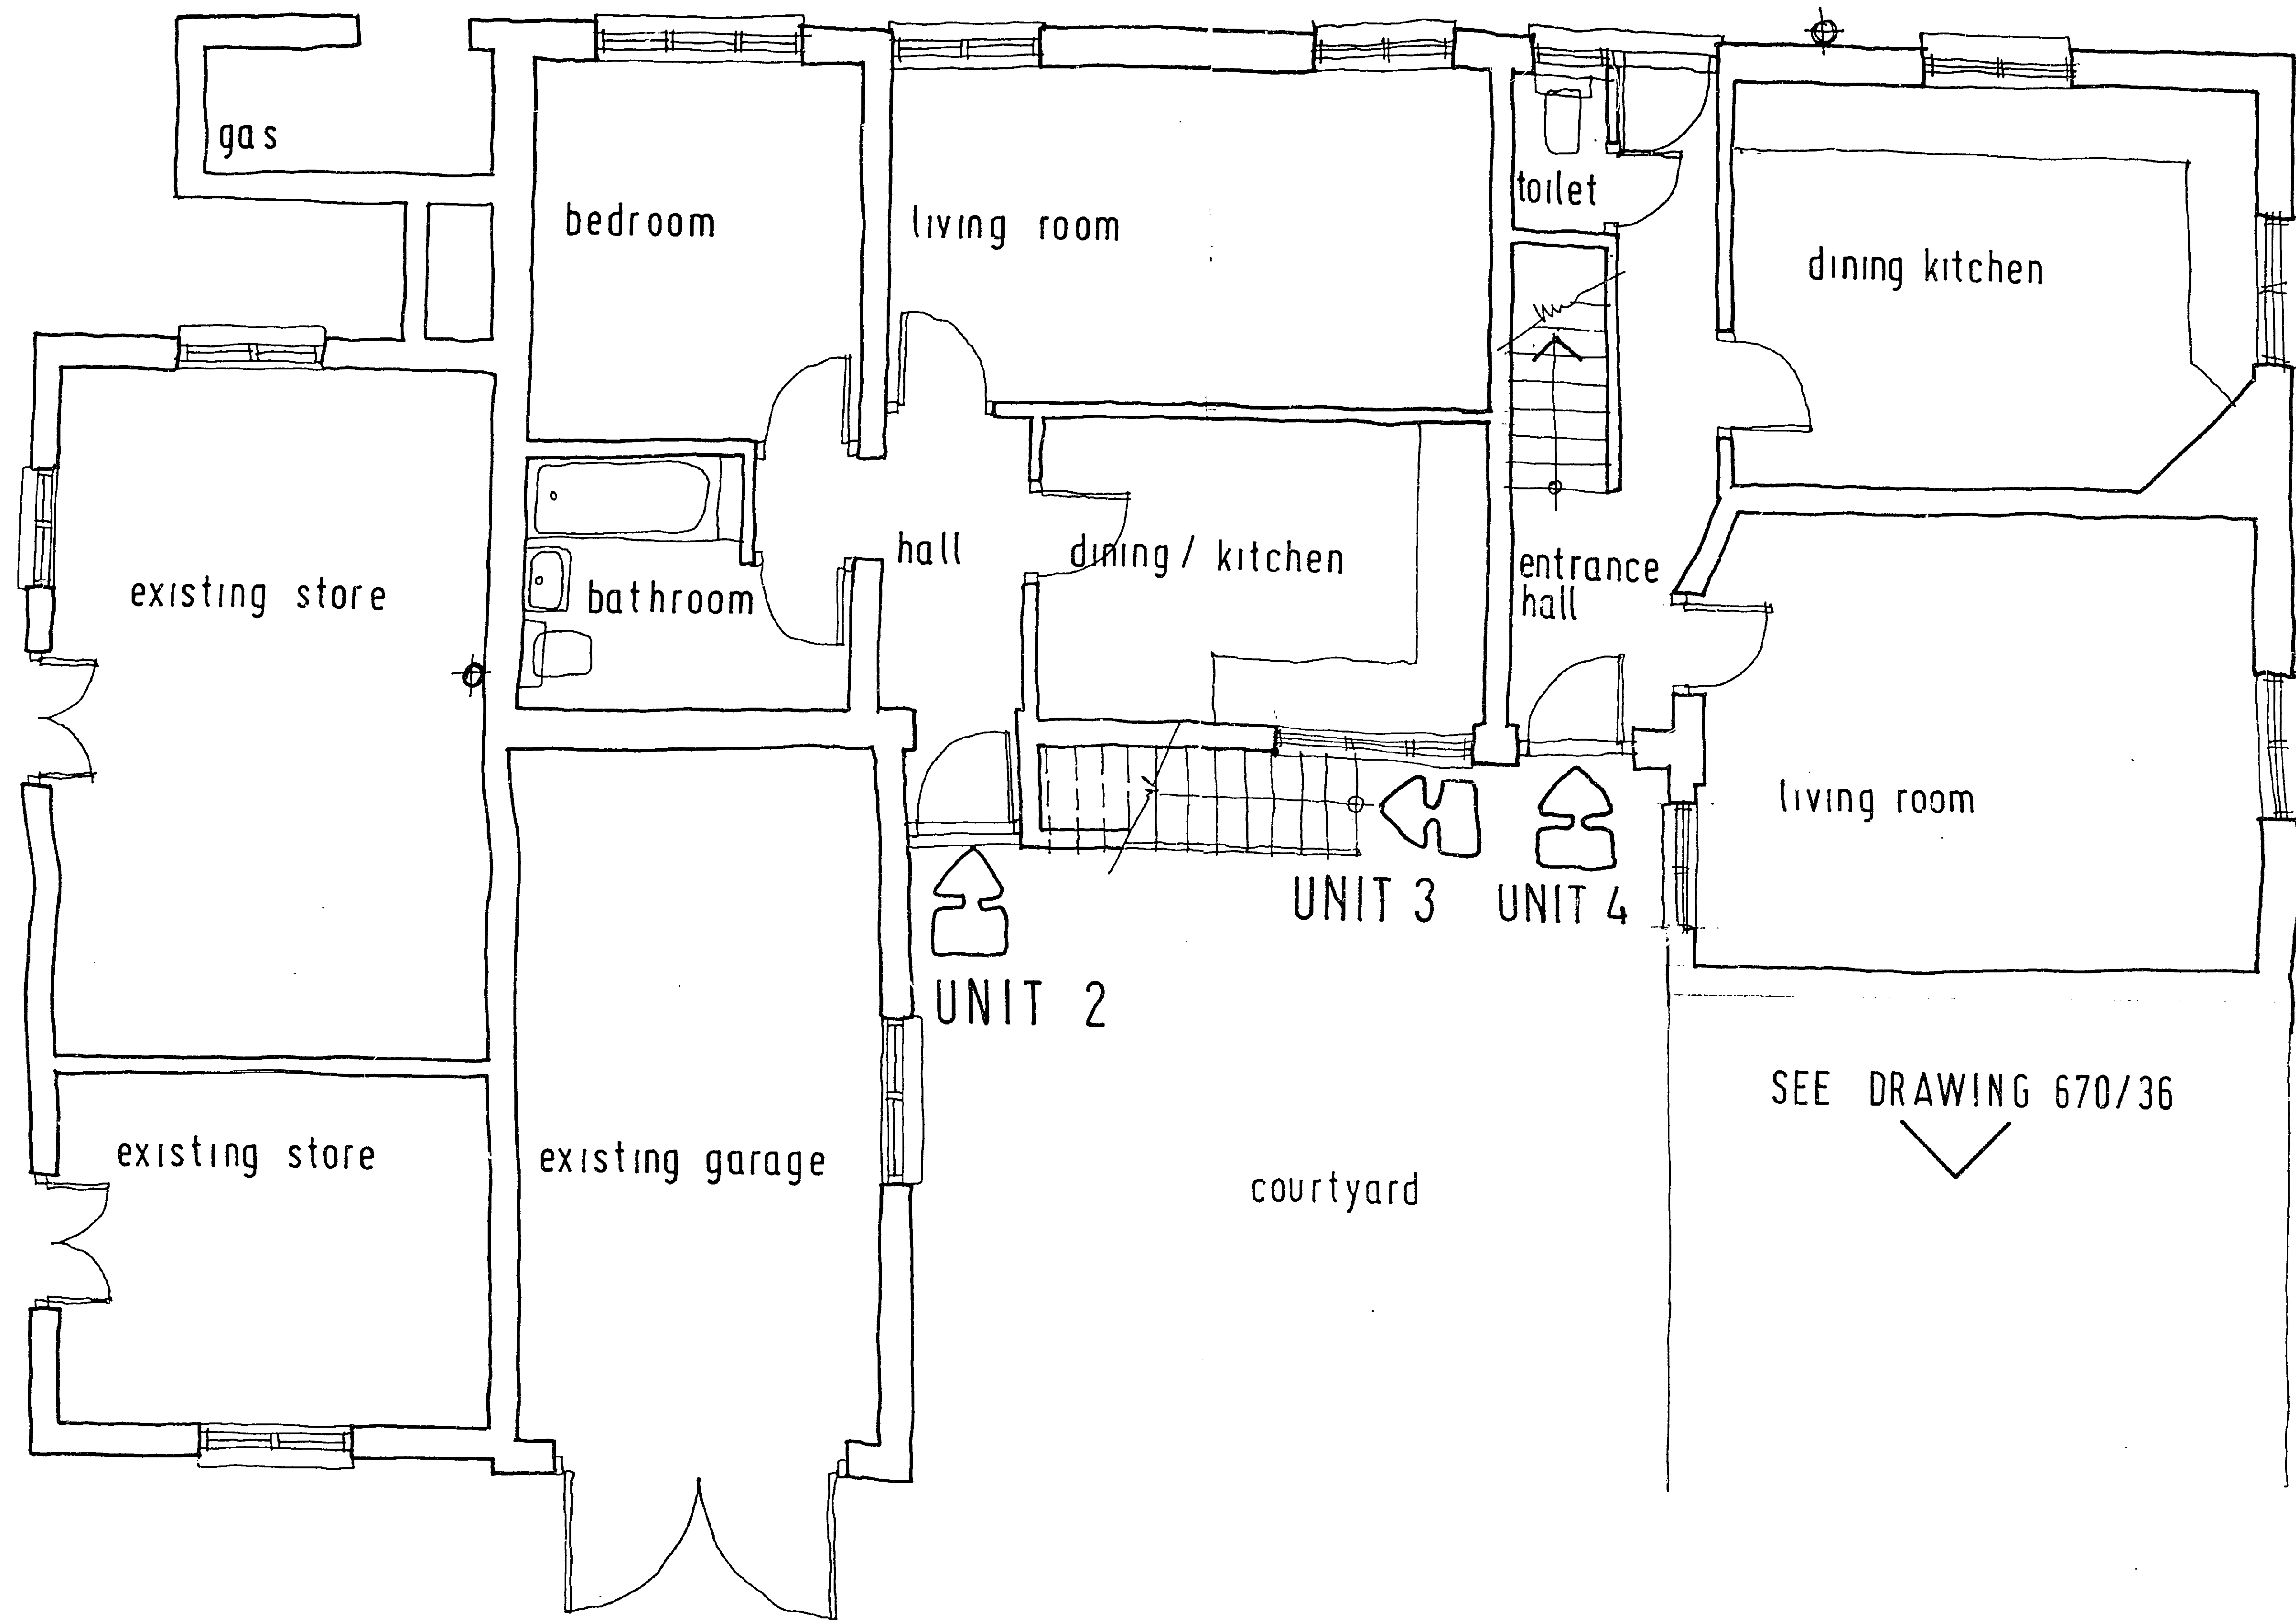 gas
bedroom
living room
toilet
dining kitchen
existing store
bathroom
hall
dining / kitchen
entrance
hall
living room
UNIT 2
UNIT 3
UNIT 4
existing store
existing garage
courtyard
SEE DRAWING 670/36